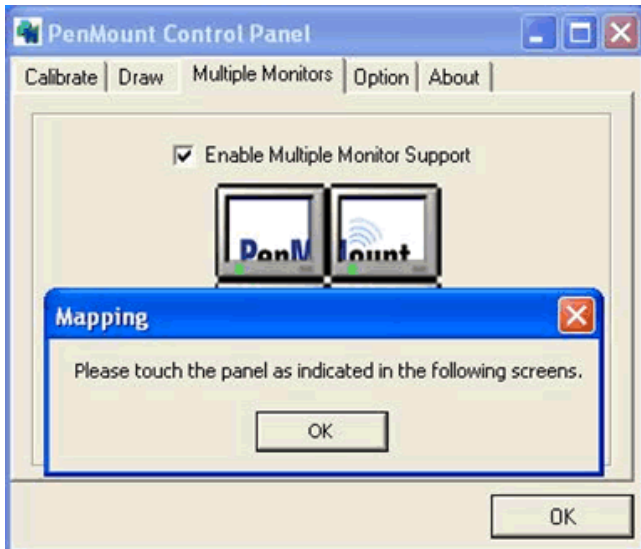 PenMount Control Panel
Calibrate Draw Multiple Monitors Option About
Enable Multiple Monitor Support
PenMount
Mapping
Please touch the panel as indicated in the following screens.
OK
OK